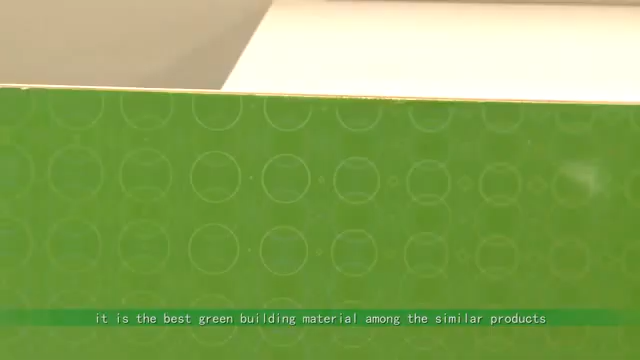 it is the best green building material among the similar products